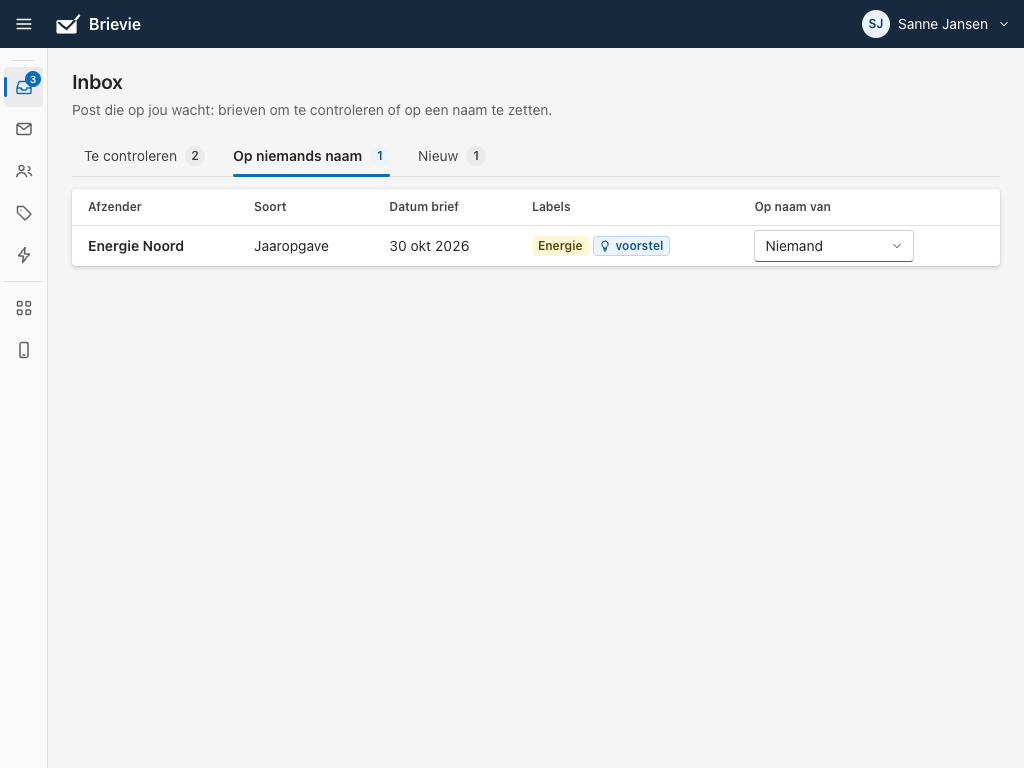 Brievie
SJ Sanne Jansen
3
Inbox
Post die op jou wacht: brieven om te controleren of op een naam te zetten.
Te controleren 2 Op niemands naam 1 Nieuw 1
Afzender Soort Datum brief Labels Op naam van
Energie Noord Jaaropgave 30 okt 2026 Energie voorstel Niemand